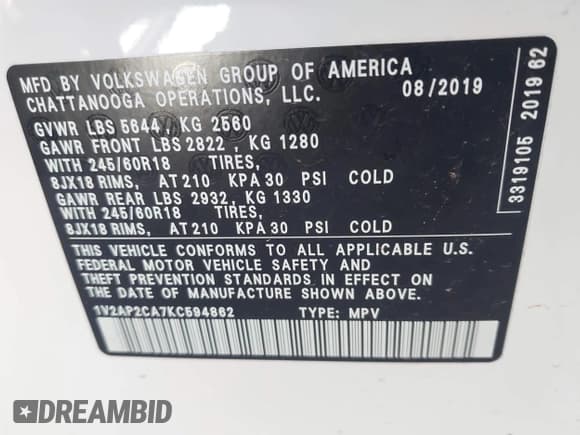 MFD BY VOLKSWAGEN GROUP OF AMERICA
CHATTANOOGA OPERATIONS, LLC. 08/2019
GVWR LBS 5644 , KG 2560
GAWR FRONT LBS 2822 , KG 1280
WITH 245/60R18 TIRES,
8JX18 RIMS, AT 210 KPA 30 PSI COLD
GAWR REAR LBS 2932, KG 1330
WITH 245/60R18 TIRES,
8JX18 RIMS, AT 210 KPA 30 PSI COLD
THIS VEHICLE CONFORMS TO ALL APPLICABLE U.S.
FEDERAL MOTOR VEHICLE SAFETY AND
THEFT PREVENTION STANDARDS IN EFFECT ON THE
DATE OF MANUFACTURE SHOWN ABOVE.
1V2AP2CA7KC594862 TYPE: MPV
3319105 2019 62
DREAMBID